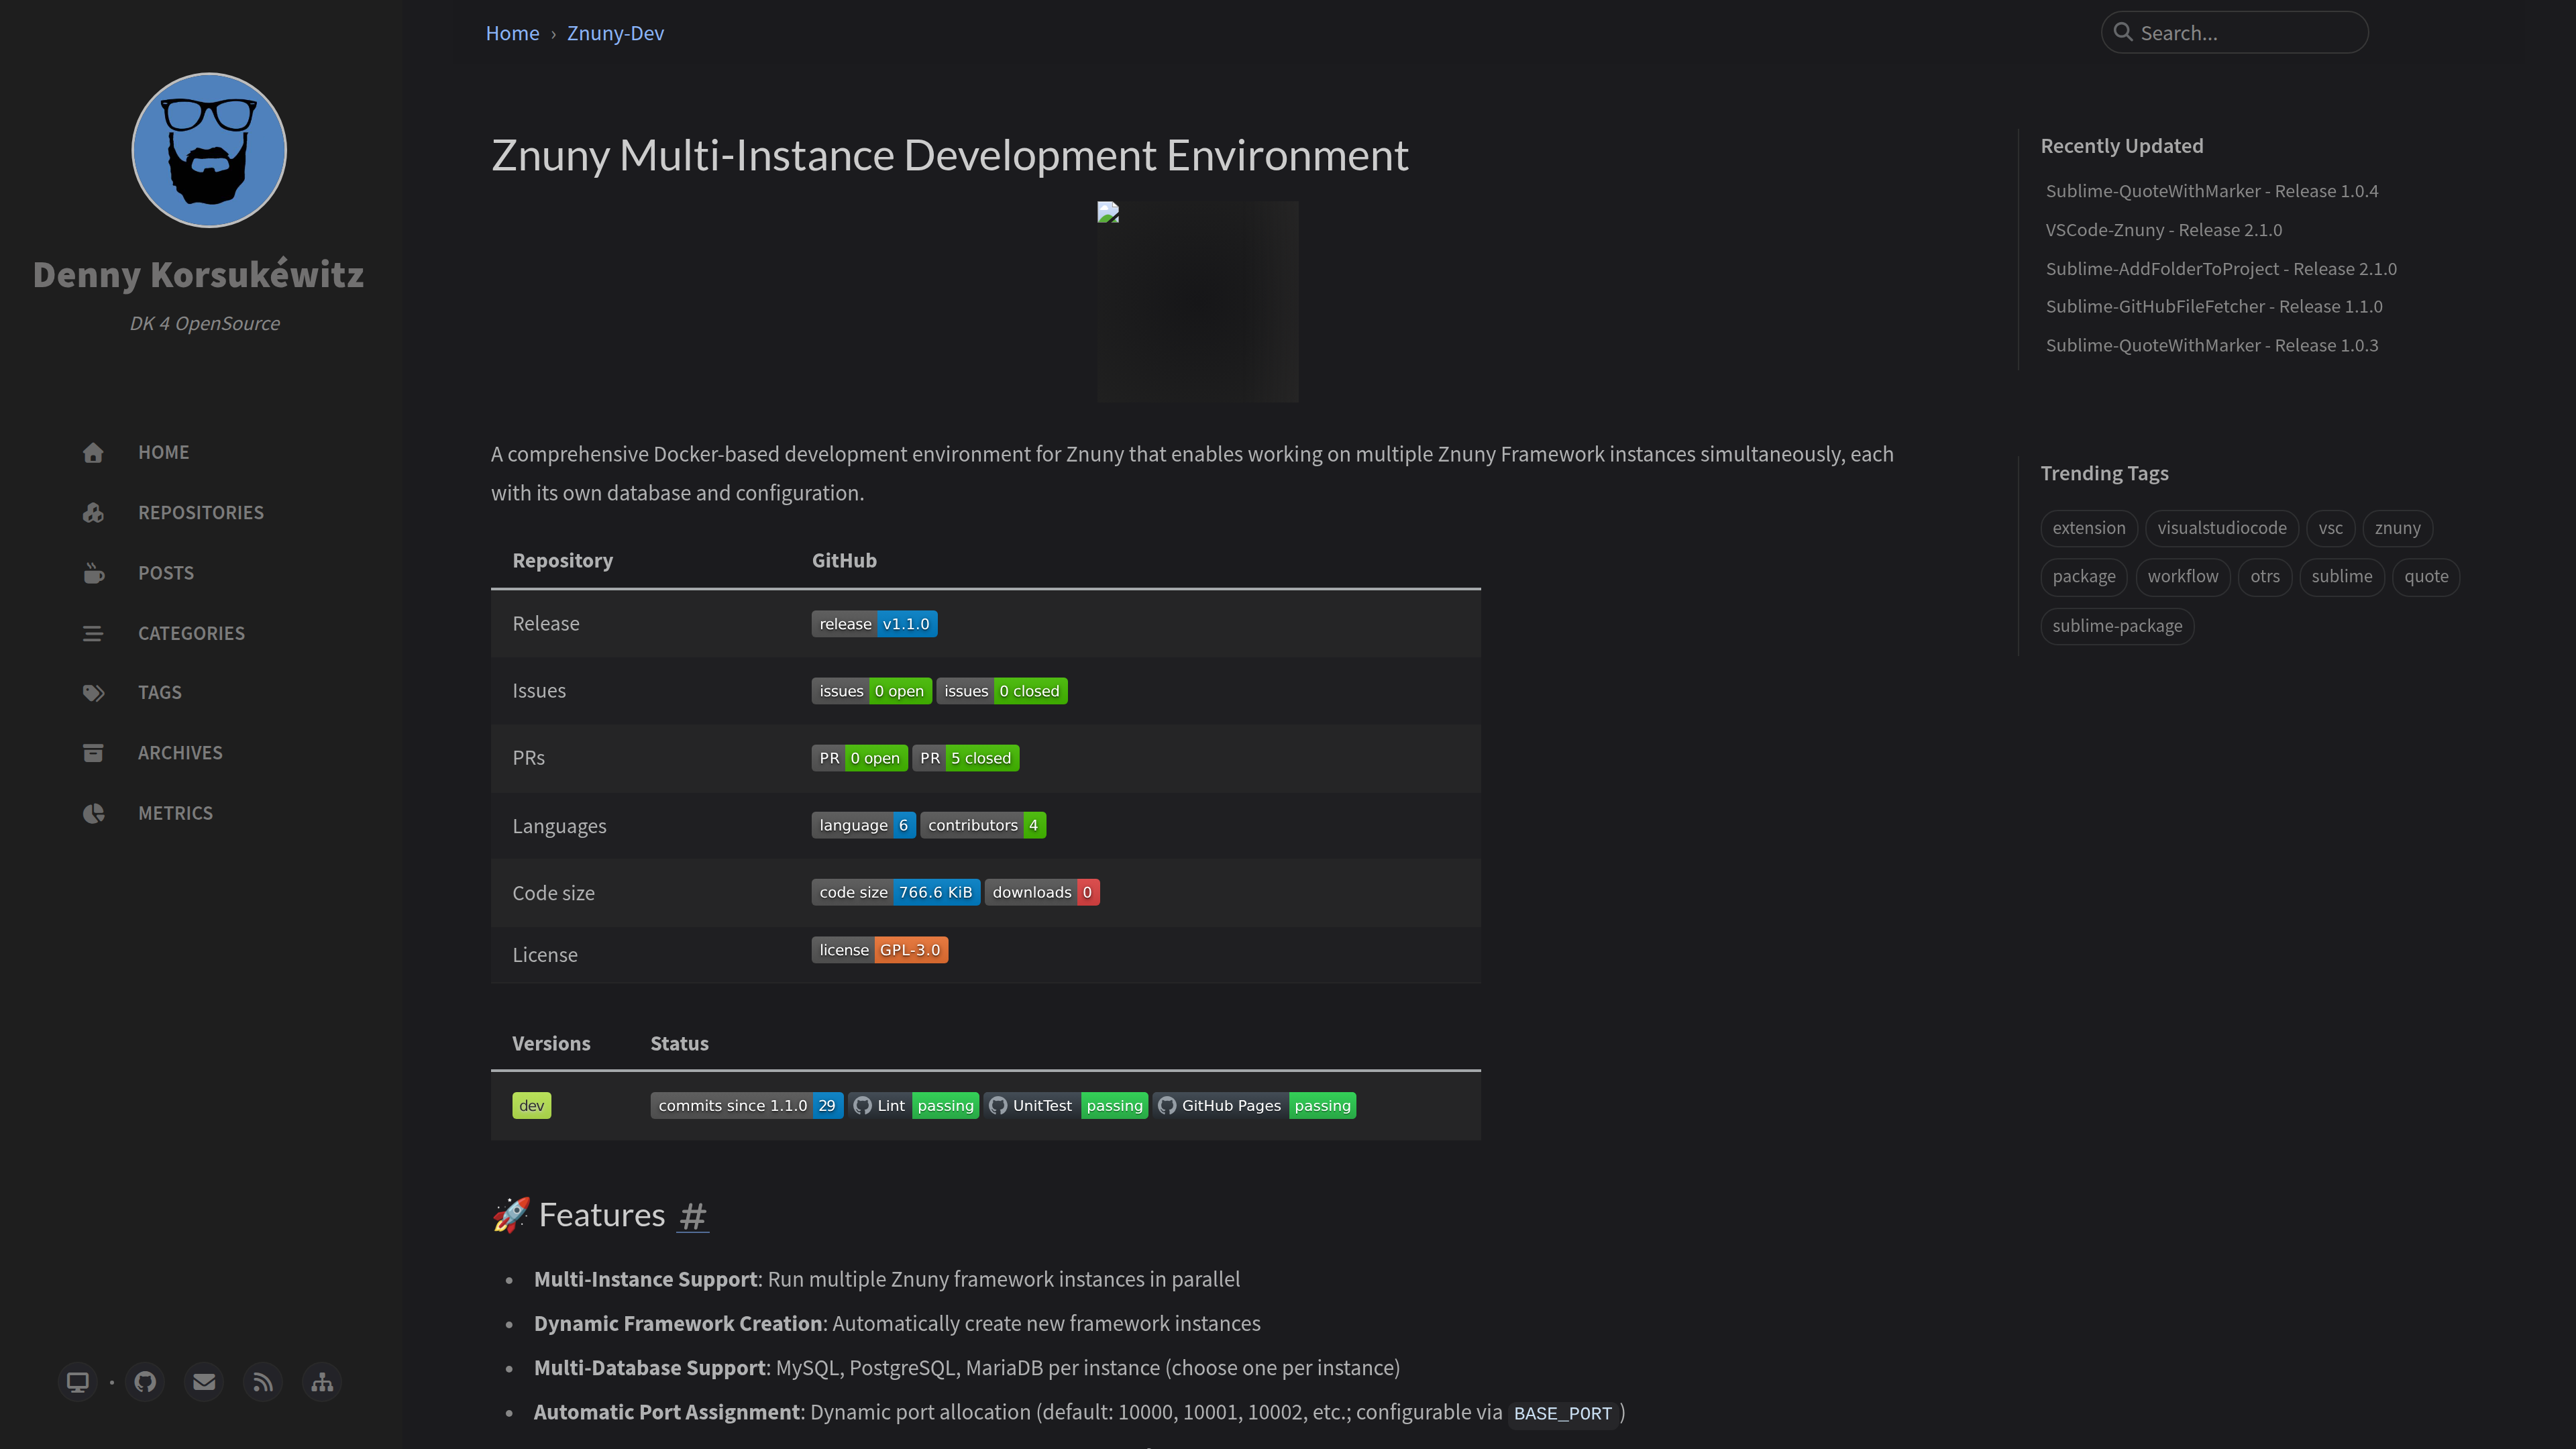 Home › Znuny-Dev
Search...
Denny Korsukéwitz
DK 4 OpenSource
HOME
REPOSITORIES
POSTS
CATEGORIES
TAGS
ARCHIVES
METRICS
Znuny Multi-Instance Development Environment
A comprehensive Docker-based development environment for Znuny that enables working on multiple Znuny Framework instances simultaneously, each
with its own database and configuration.
Repository GitHub
Release release v1.1.0
Issues issues 0 open issues 0 closed
PRs PR 0 open PR 5 closed
Languages language 6 contributors 4
Code size code size 766.6 KiB downloads 0
License license GPL-3.0
Versions Status
dev commits since 1.1.0 29 Lint passing UnitTest passing GitHub Pages passing
🚀 Features #
• Multi-Instance Support: Run multiple Znuny framework instances in parallel
• Dynamic Framework Creation: Automatically create new framework instances
• Multi-Database Support: MySQL, PostgreSQL, MariaDB per instance (choose one per instance)
• Automatic Port Assignment: Dynamic port allocation (default: 10000, 10001, 10002, etc.; configurable via BASE_PORT )
Recently Updated
Sublime-QuoteWithMarker - Release 1.0.4
VSCode-Znuny - Release 2.1.0
Sublime-AddFolderToProject - Release 2.1.0
Sublime-GitHubFileFetcher - Release 1.1.0
Sublime-QuoteWithMarker - Release 1.0.3
Trending Tags
extension visualstudiocode vsc znuny
package workflow otrs sublime quote
sublime-package